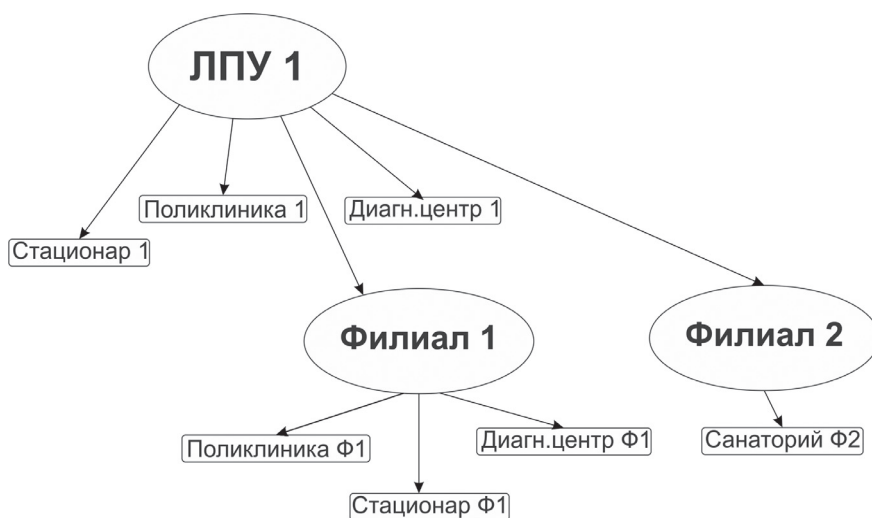 ЛПУ 1
Поликлиника 1
Диагн.центр 1
Стационар 1
Филиал 1
Филиал 2
Поликлиника Ф1
Диагн.центр Ф1
Санаторий Ф2
Стационар Ф1